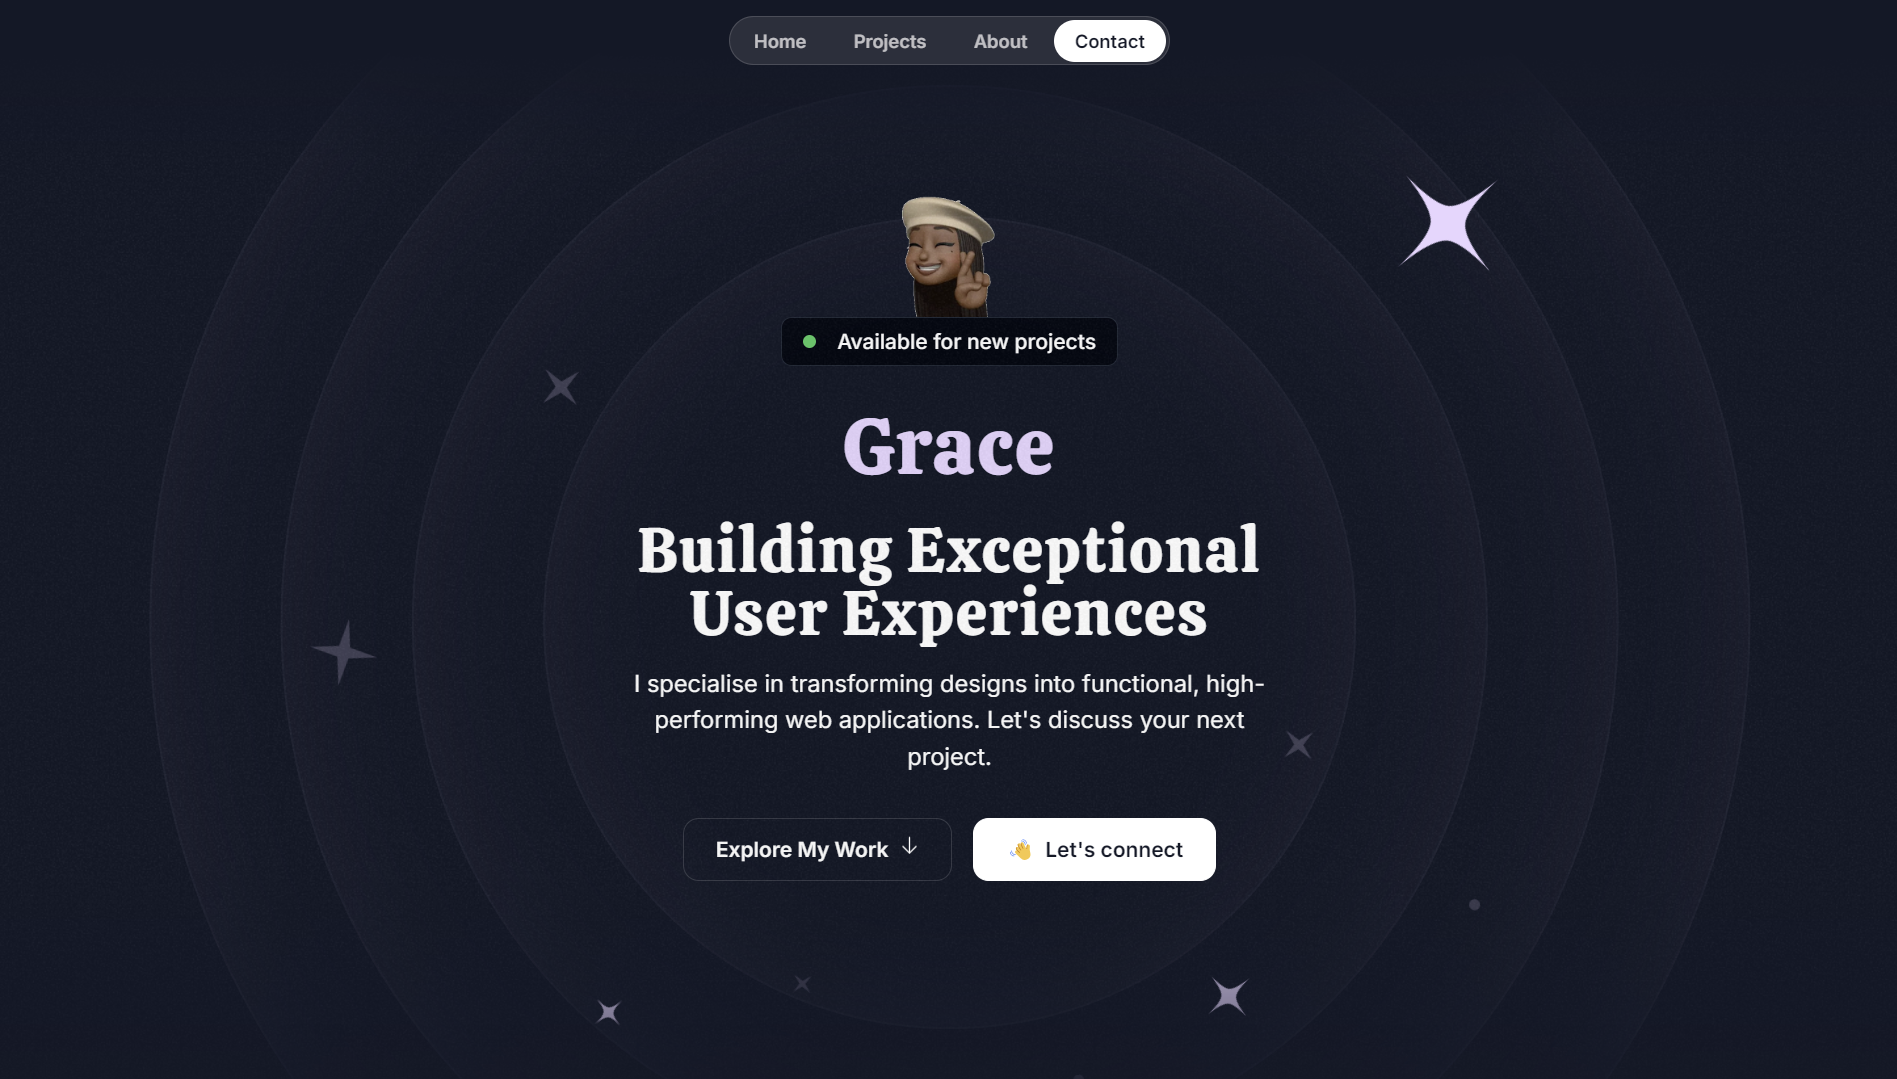 Home Projects About Contact
Available for new projects
Grace
Building Exceptional
User Experiences
I specialise in transforming designs into functional, high-
performing web applications. Let's discuss your next
project.
Explore My Work ↓ 👋 Let's connect